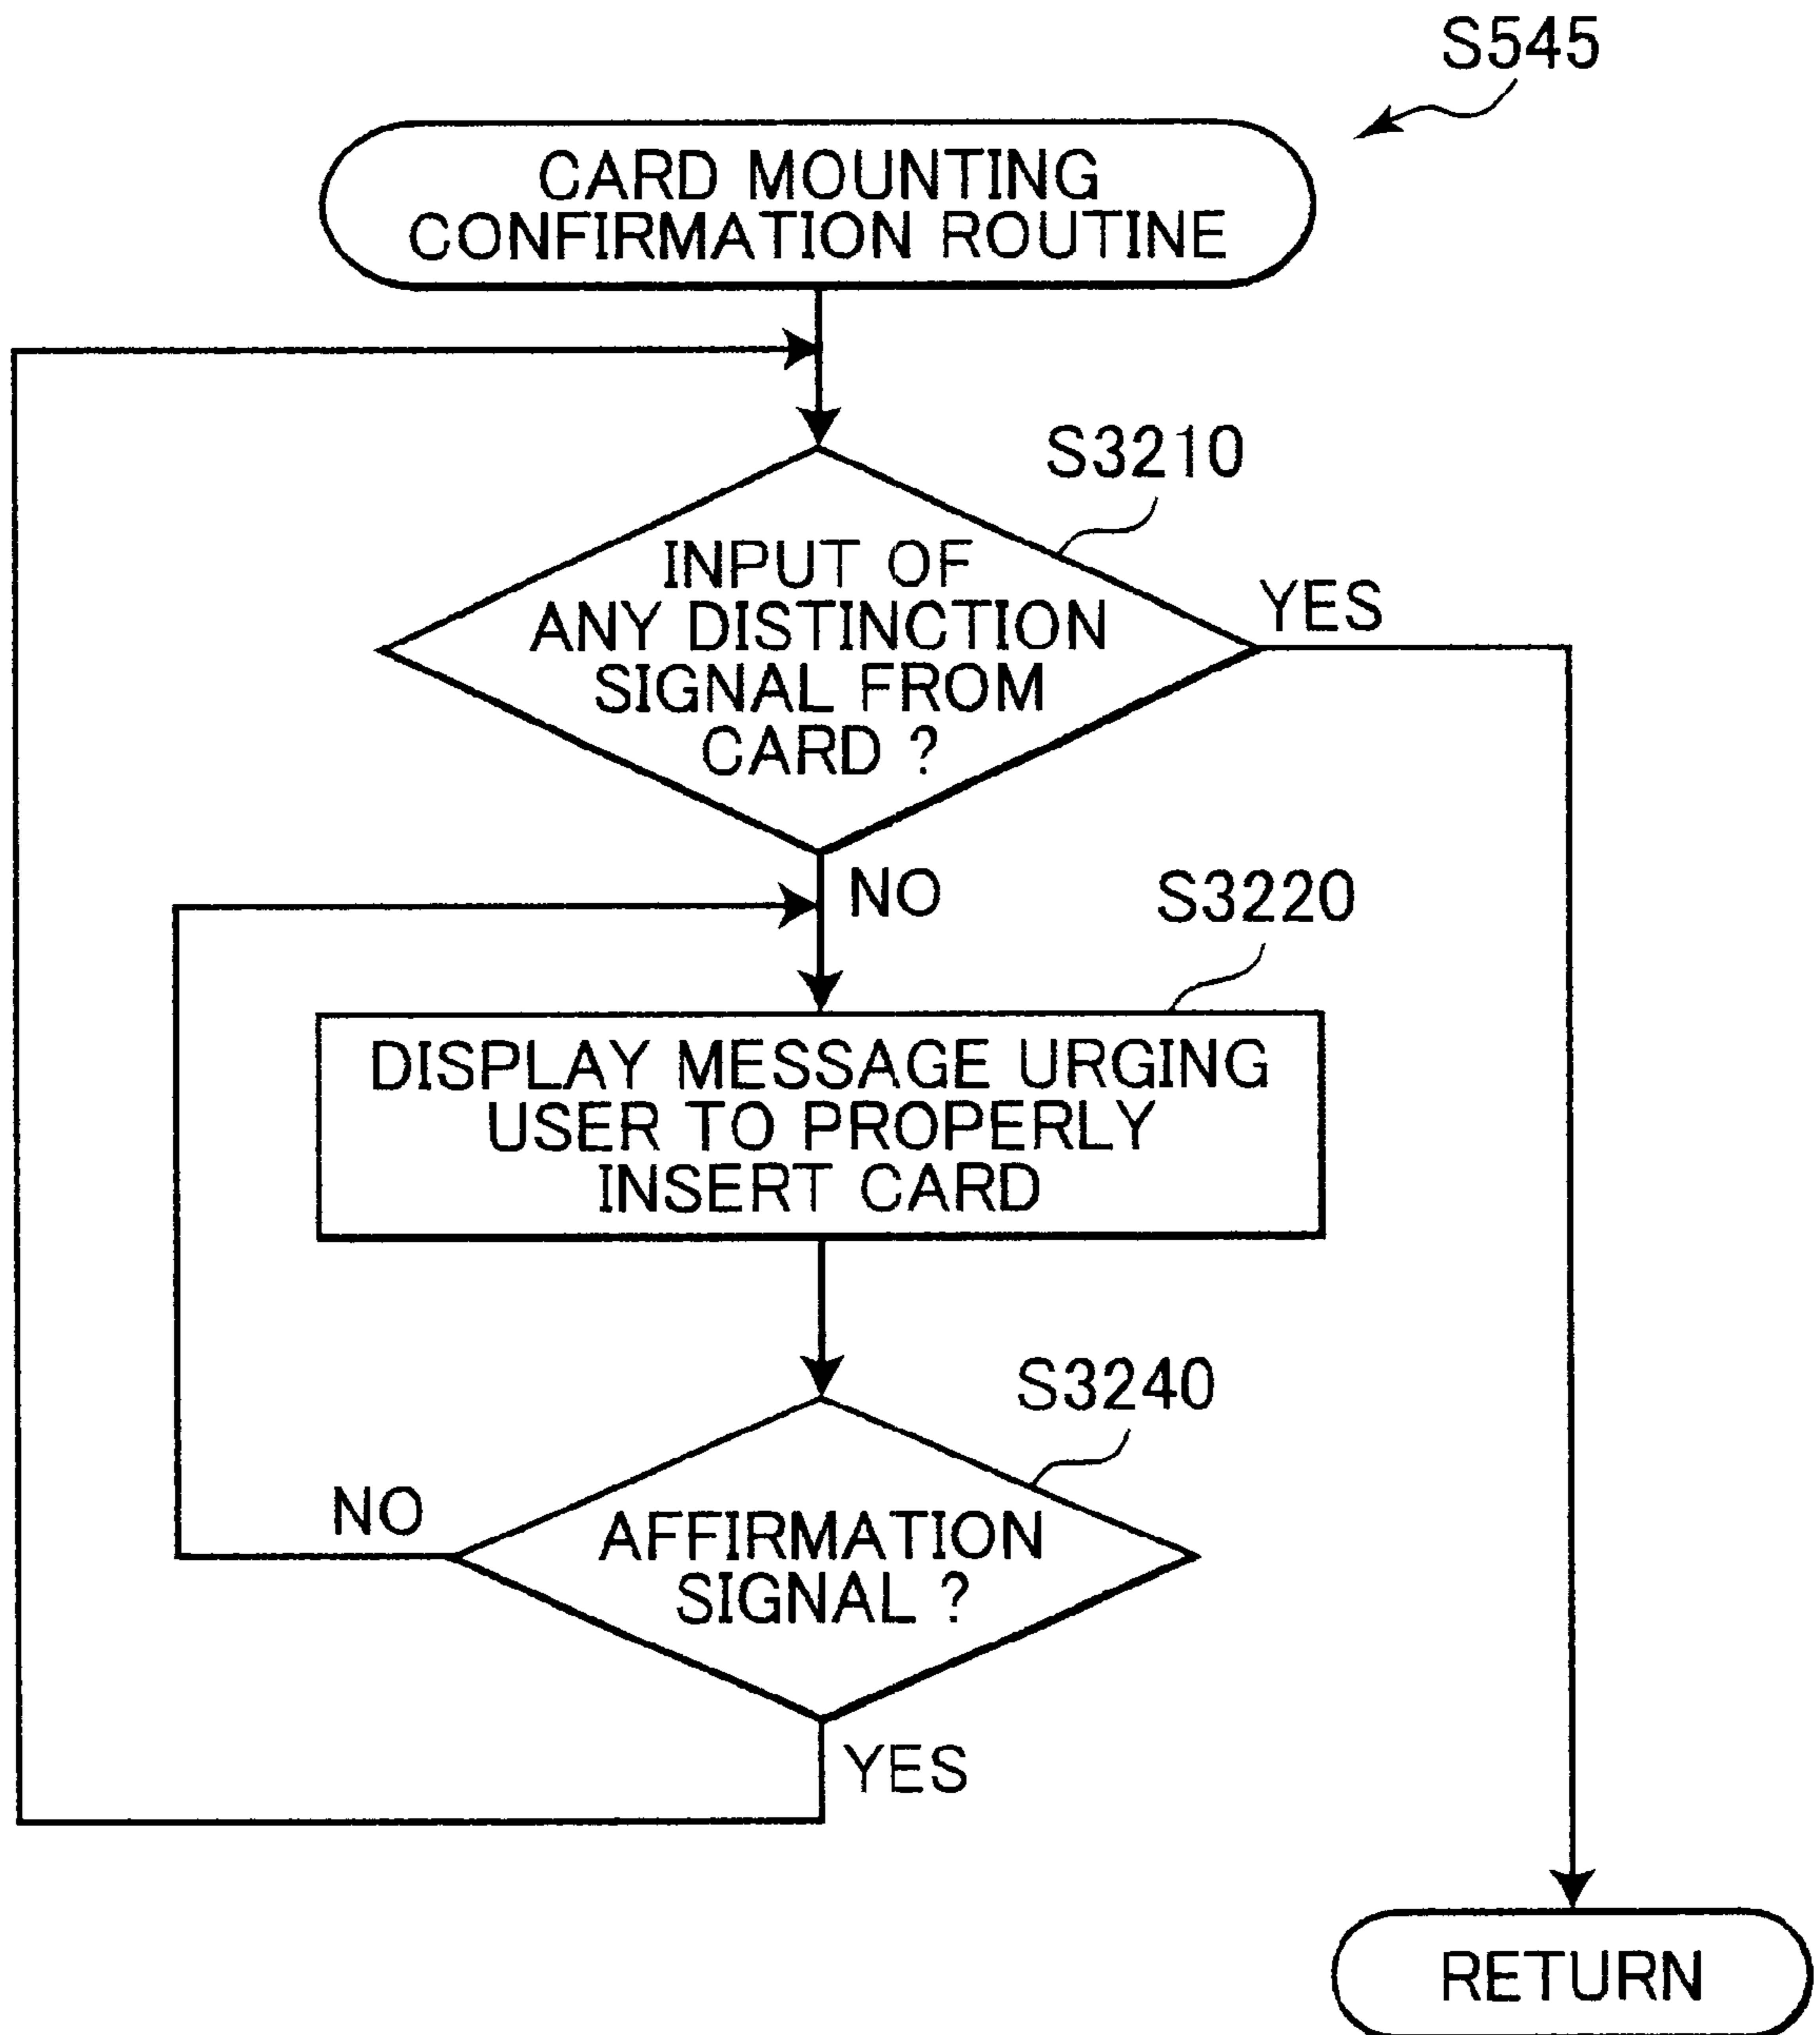 S545
CARD MOUNTING
CONFIRMATION ROUTINE
S3210
INPUT OF
ANY DISTINCTION
SIGNAL FROM
CARD ?
YES
NO
S3220
DISPLAY MESSAGE URGING
USER TO PROPERLY
INSERT CARD
S3240
AFFIRMATION
SIGNAL ?
NO
YES
RETURN